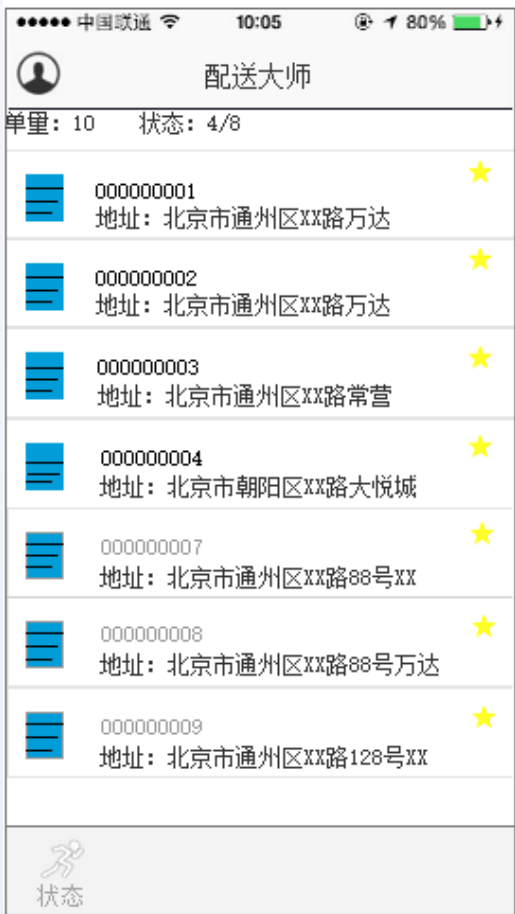 中国联通 10:05 80%
配送大师
单里：10 状态：4/8
000000001
地址：北京市通州区XX路万达
000000002
地址：北京市通州区XX路万达
000000003
地址：北京市通州区XX路常营
000000004
地址：北京市朝阳区XX路大悦城
000000007
地址：北京市通州区XX路88号XX
000000008
地址：北京市通州区XX路88号万达
000000009
地址：北京市通州区XX路128号XX
状态